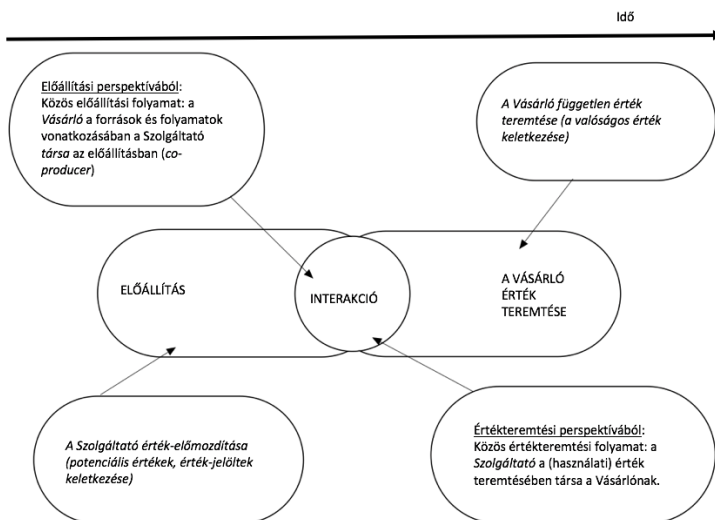 Idő
Előállítási perspektívából:
Közös előállítási folyamat: a
Vásárló a források és folyamatok
vonatkozásában a Szolgáltató
társa az előállításban (co-
producer)
A Vásárló független érték
teremtése (a valóságos érték
keletkezése)
ELŐÁLLÍTÁS
INTERAKCIÓ
A VÁSÁRLÓ
ÉRTÉK
TEREMTÉSE
A Szolgáltató érték-előmozdítása
(potenciális értékek, érték-jelöltek
keletkezése)
Értékteremtési perspektívából:
Közös értékteremtési folyamat: a
Szolgáltató a (használati) érték
teremtésében társa a Vásárlónak.